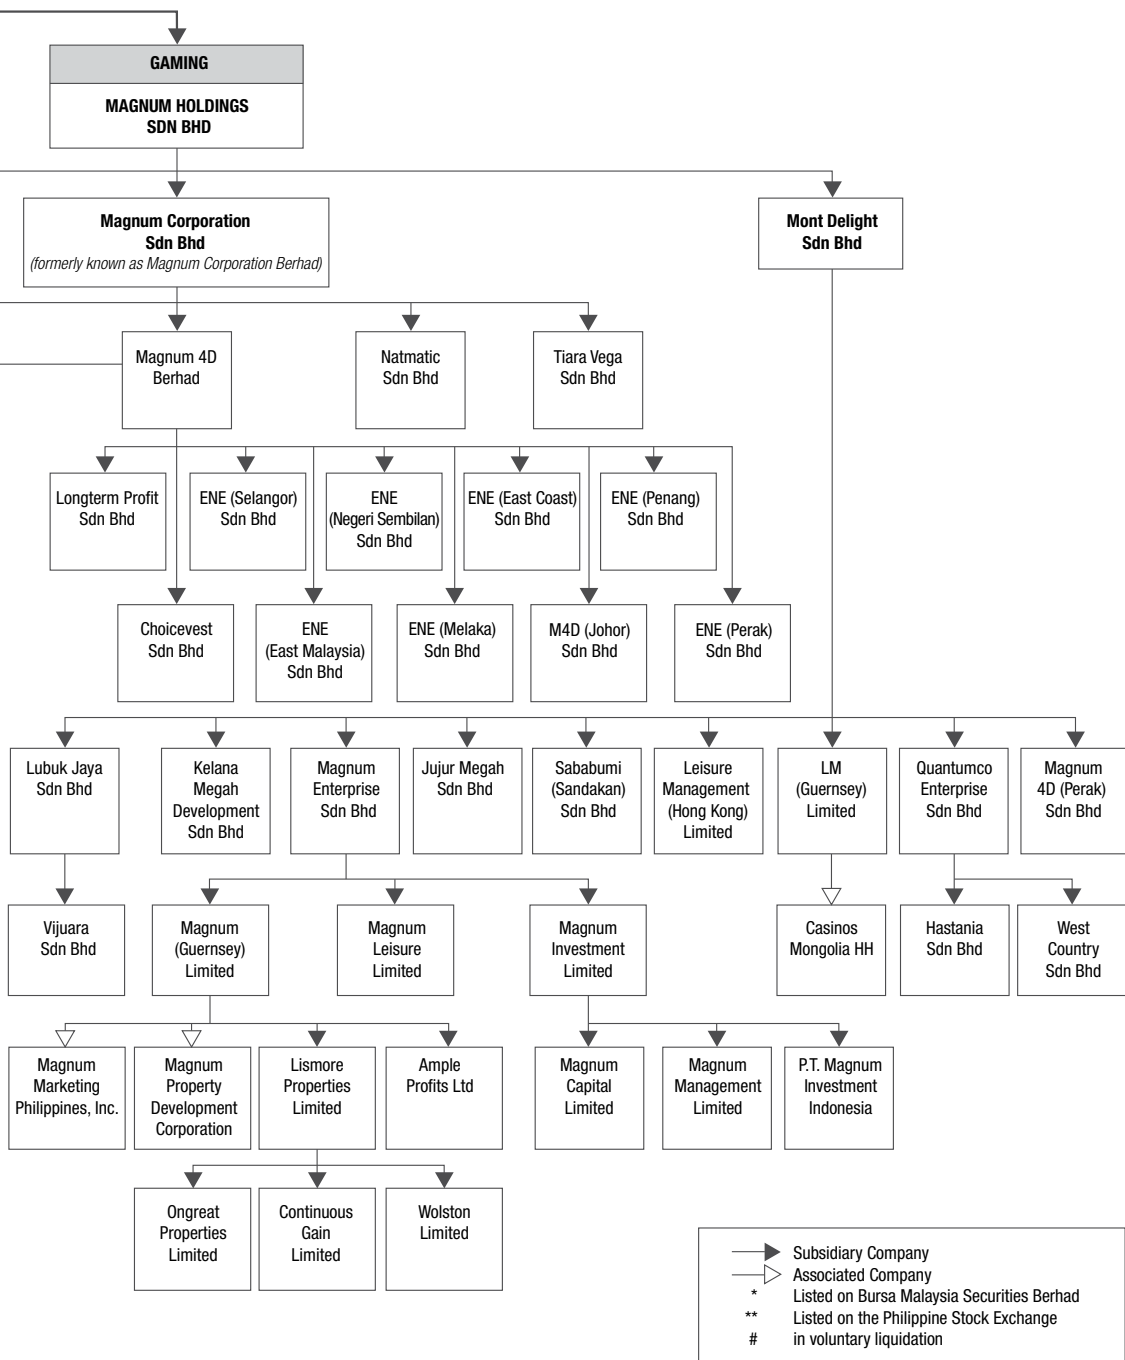 GAMING
MAGNUM HOLDINGS
SDN BHD
Magnum Corporation
Sdn Bhd
(formerly known as Magnum Corporation Berhad)
Mont Delight
Sdn Bhd
Magnum 4D
Berhad
Natmatic
Sdn Bhd
Tiara Vega
Sdn Bhd
Longterm Profit
Sdn Bhd
ENE (Selangor)
Sdn Bhd
ENE
(Negeri Sembilan)
Sdn Bhd
ENE (East Coast)
Sdn Bhd
ENE (Penang)
Sdn Bhd
Choicevest
Sdn Bhd
ENE
(East Malaysia)
Sdn Bhd
ENE (Melaka)
Sdn Bhd
M4D (Johor)
Sdn Bhd
ENE (Perak)
Sdn Bhd
Lubuk Jaya
Sdn Bhd
Kelana
Megah
Development
Sdn Bhd
Magnum
Enterprise
Sdn Bhd
Jujur Megah
Sdn Bhd
Sababumi
(Sandakan)
Sdn Bhd
Leisure
Management
(Hong Kong)
Limited
LM
(Guernsey)
Limited
Quantumco
Enterprise
Sdn Bhd
Magnum
4D (Perak)
Sdn Bhd
Vijuara
Sdn Bhd
Magnum
(Guernsey)
Limited
Magnum
Leisure
Limited
Magnum
Investment
Limited
Casinos
Mongolia HH
Hastania
Sdn Bhd
West
Country
Sdn Bhd
Magnum
Marketing
Philippines, Inc.
Magnum
Property
Development
Corporation
Lismore
Properties
Limited
Ample
Profits Ltd
Magnum
Capital
Limited
Magnum
Management
Limited
P.T. Magnum
Investment
Indonesia
Ongreat
Properties
Limited
Continuous
Gain
Limited
Wolston
Limited
Subsidiary Company
Associated Company
* Listed on Bursa Malaysia Securities Berhad
** Listed on the Philippine Stock Exchange
# in voluntary liquidation